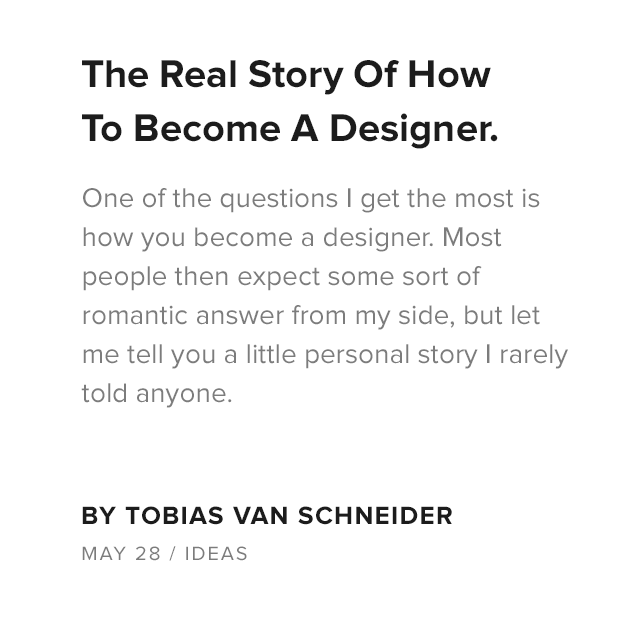 The Real Story Of How
To Become A Designer.
One of the questions I get the most is
how you become a designer. Most
people then expect some sort of
romantic answer from my side, but let
me tell you a little personal story I rarely
told anyone.
BY TOBIAS VAN SCHNEIDER
MAY 28 / IDEAS